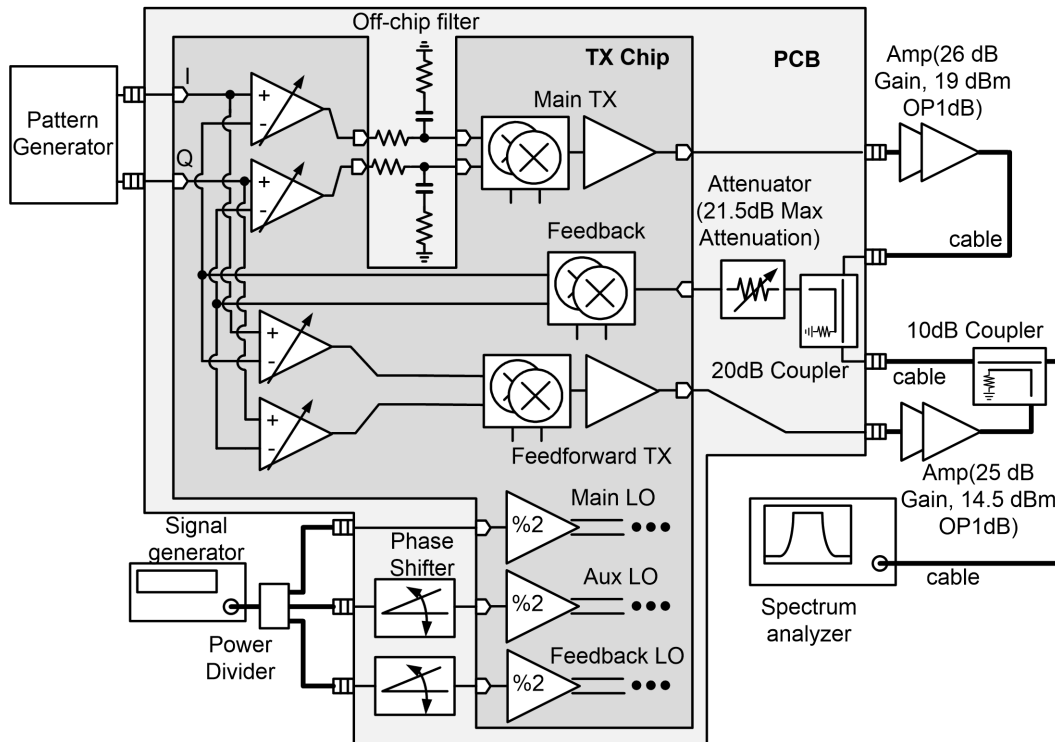 Off-chip filter
TX Chip
PCB
Amp(26 dB
Gain, 19 dBm
OP1dB)
I
+
-
Main TX
Pattern
Generator
Q
+
-
Attenuator
(21.5dB Max
Attenuation)
Feedback
cable
10dB Coupler
+
-
20dB Coupler
cable
+
-
Feedforward TX
Amp(25 dB
Gain, 14.5 dBm
OP1dB)
Main LO
Signal
generator
%2
Phase
Shifter
Aux LO
%2
cable
Spectrum
analyzer
Power
Divider
Feedback LO
%2